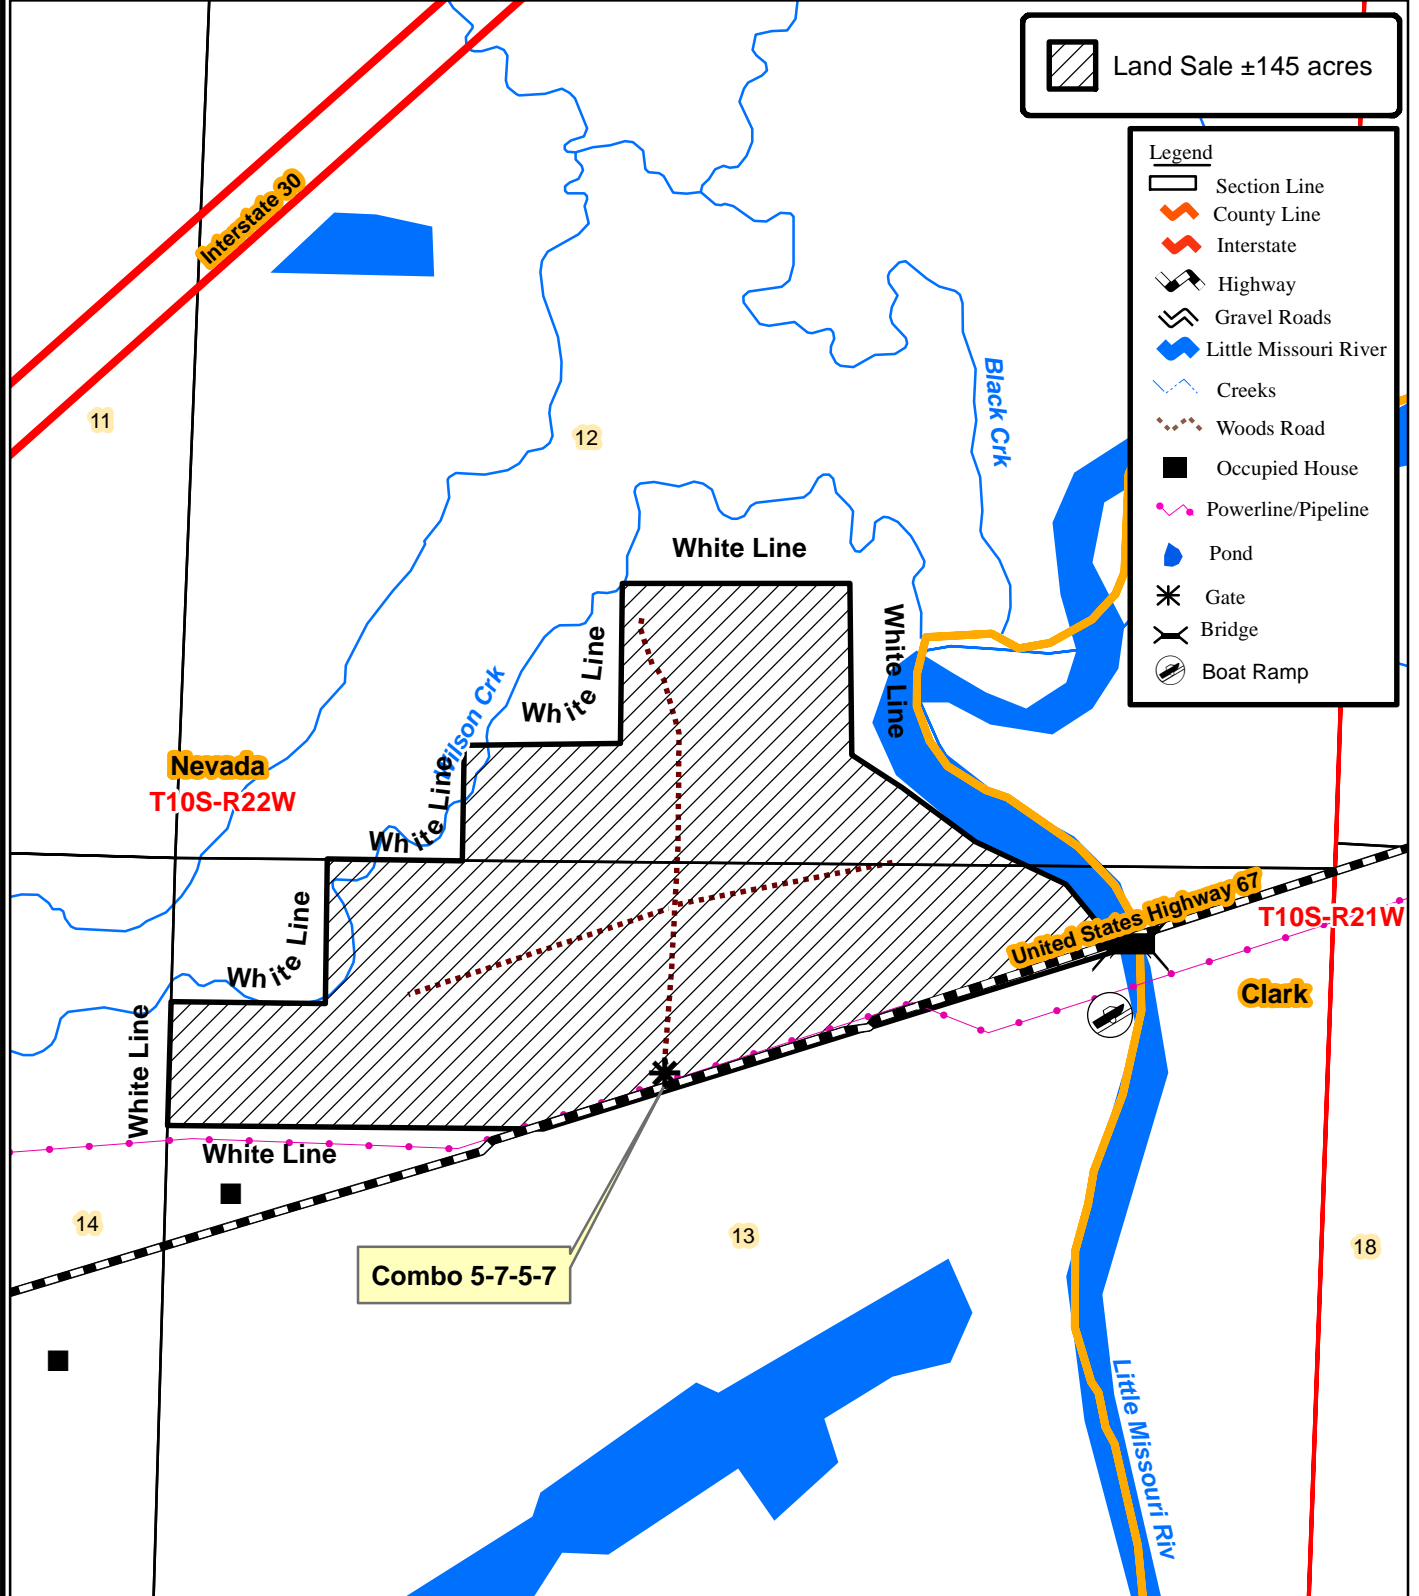 Land Sale ±145 acres
Legend
Section Line
County Line
Interstate
Highway
Gravel Roads
Little Missouri River
Creeks
Woods Road
Occupied House
Powerline/Pipeline
Pond
Gate
Bridge
Boat Ramp
Interstate 30
11
12
Black Crk
White Line
White Line
White Line
Wilson Crk
Nevada
T10S-R22W
White Line
White Line
White Line
White Line
United States Highway 67
T10S-R21W
Clark
14
13
18
Combo 5-7-5-7
Little Missouri Riv